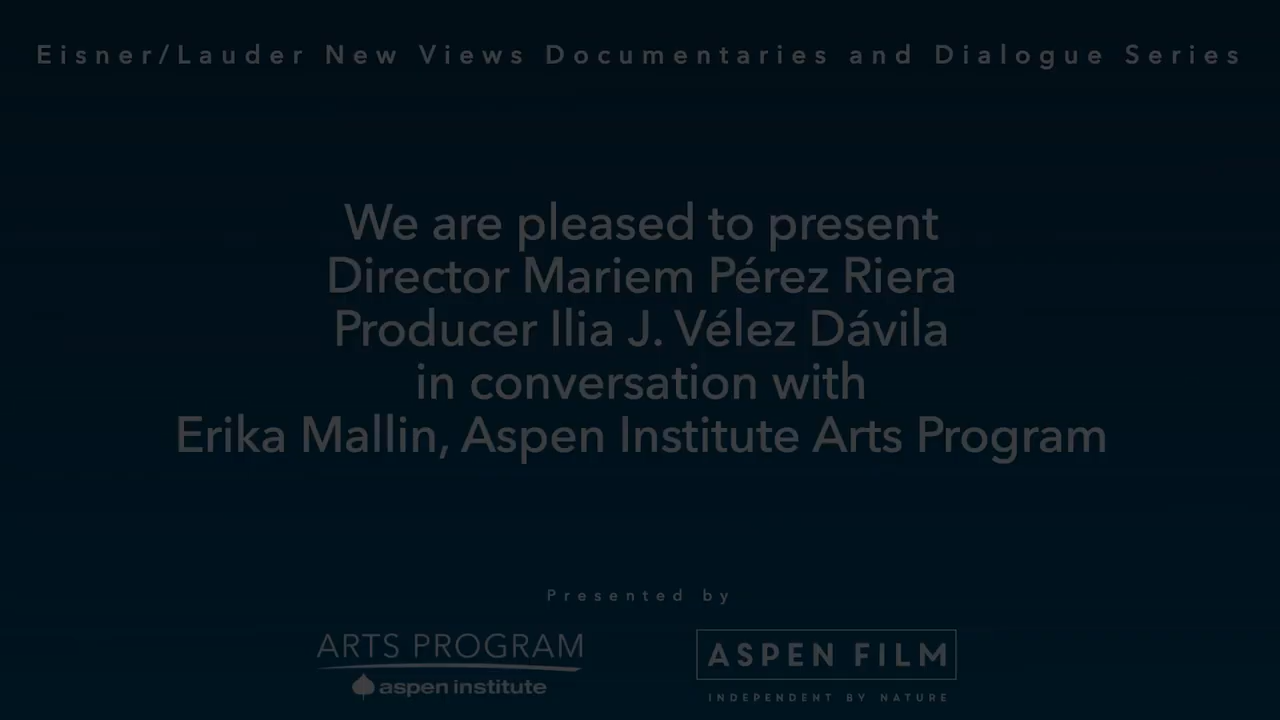 Eisner/Lauder New Views Documentaries and Dialogue Series
We are pleased to present
Director Mariem Pérez Riera
Producer Ilia J. Vélez Dávila
in conversation with
Erika Mallin, Aspen Institute Arts Program
Presented by
ARTS PROGRAM
aspen institute
ASPEN FILM
INDEPENDENT BY NATURE